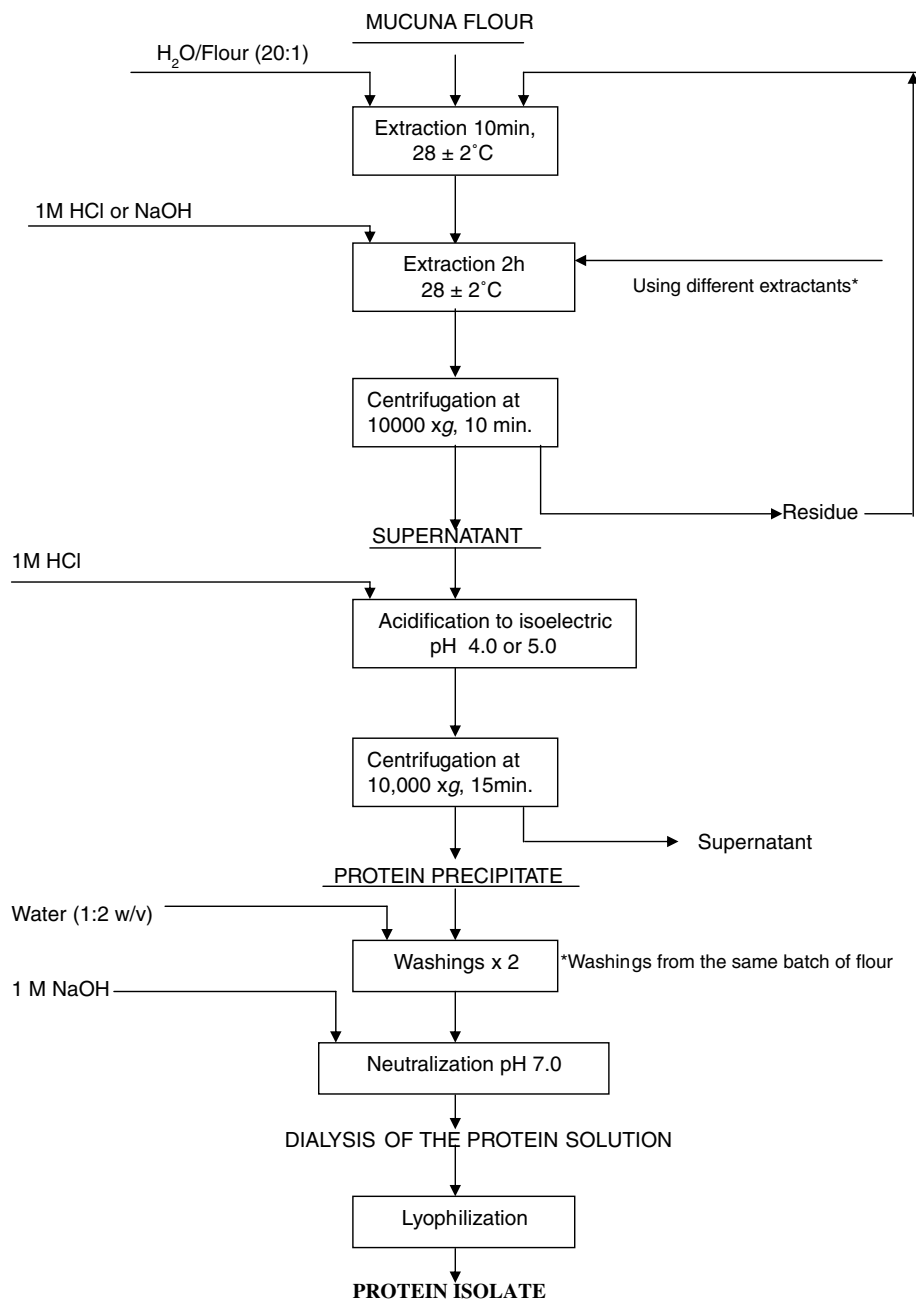 MUCUNA FLOUR
H₂O/Flour (20:1)
Extraction 10min,
28 ± 2˚C
1M HCl or NaOH
Extraction 2h
28 ± 2˚C
Using different extractants*
Centrifugation at
10000 xg, 10 min.
Residue
SUPERNATANT
1M HCl
Acidification to isoelectric
pH 4.0 or 5.0
Centrifugation at
10,000 xg, 15min.
Supernatant
PROTEIN PRECIPITATE
Water (1:2 w/v)
Washings x 2
*Washings from the same batch of flour
1 M NaOH
Neutralization pH 7.0
DIALYSIS OF THE PROTEIN SOLUTION
Lyophilization
PROTEIN ISOLATE